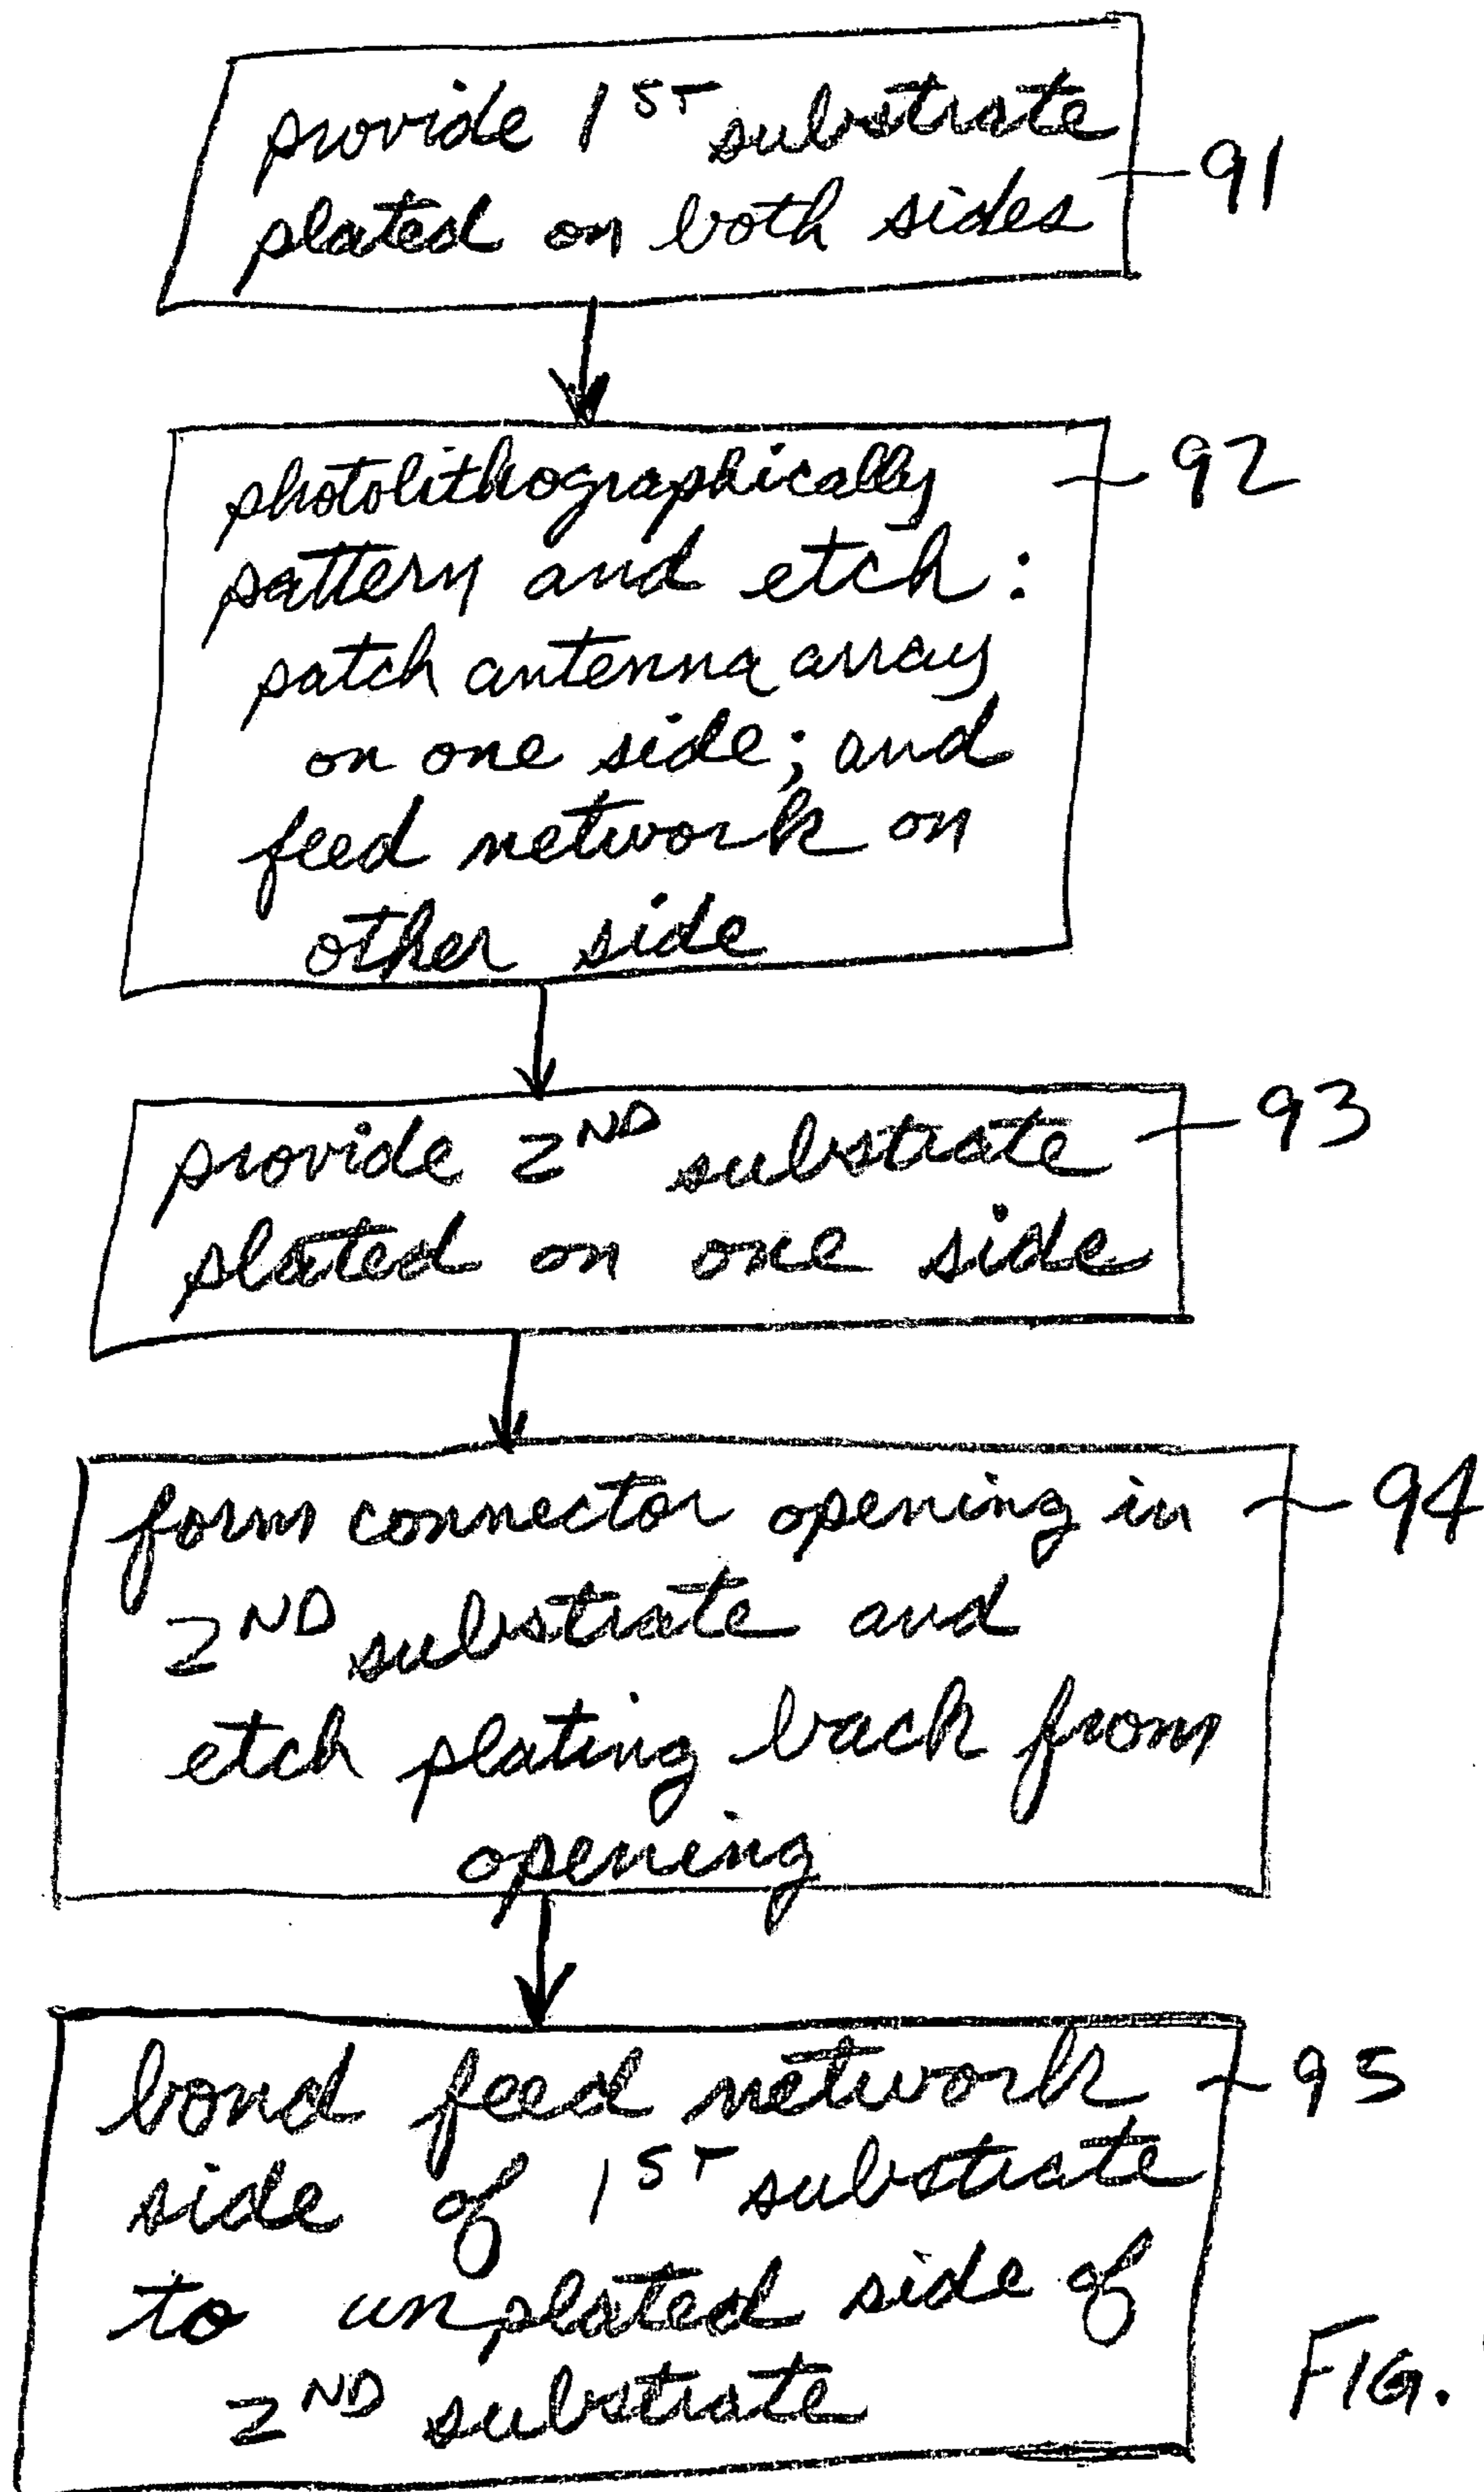 provide 1ST substrate
plated on both sides
91
photolithographically
pattern and etch:
patch antenna array
on one side; and
feed network on
other side
92
provide 2ND substrate
plated on one side
93
form connector opening in
2ND substrate and
etch plating back from
opening
94
bond feed network
side of 1ST substrate
to unplated side of
2ND substrate
95
FIG.